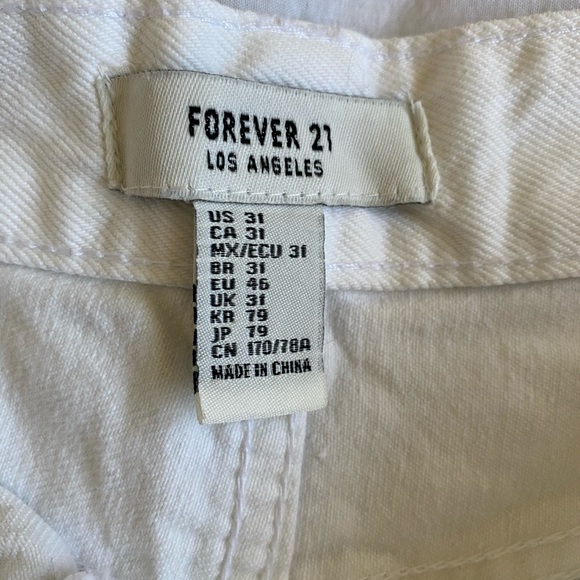 FOREVER 21
LOS ANGELES
US 31
CA 31
MX/ECU 31
BR 31
EU 46
UK 31
KR 79
JP 79
CN 170/78A
MADE IN CHINA